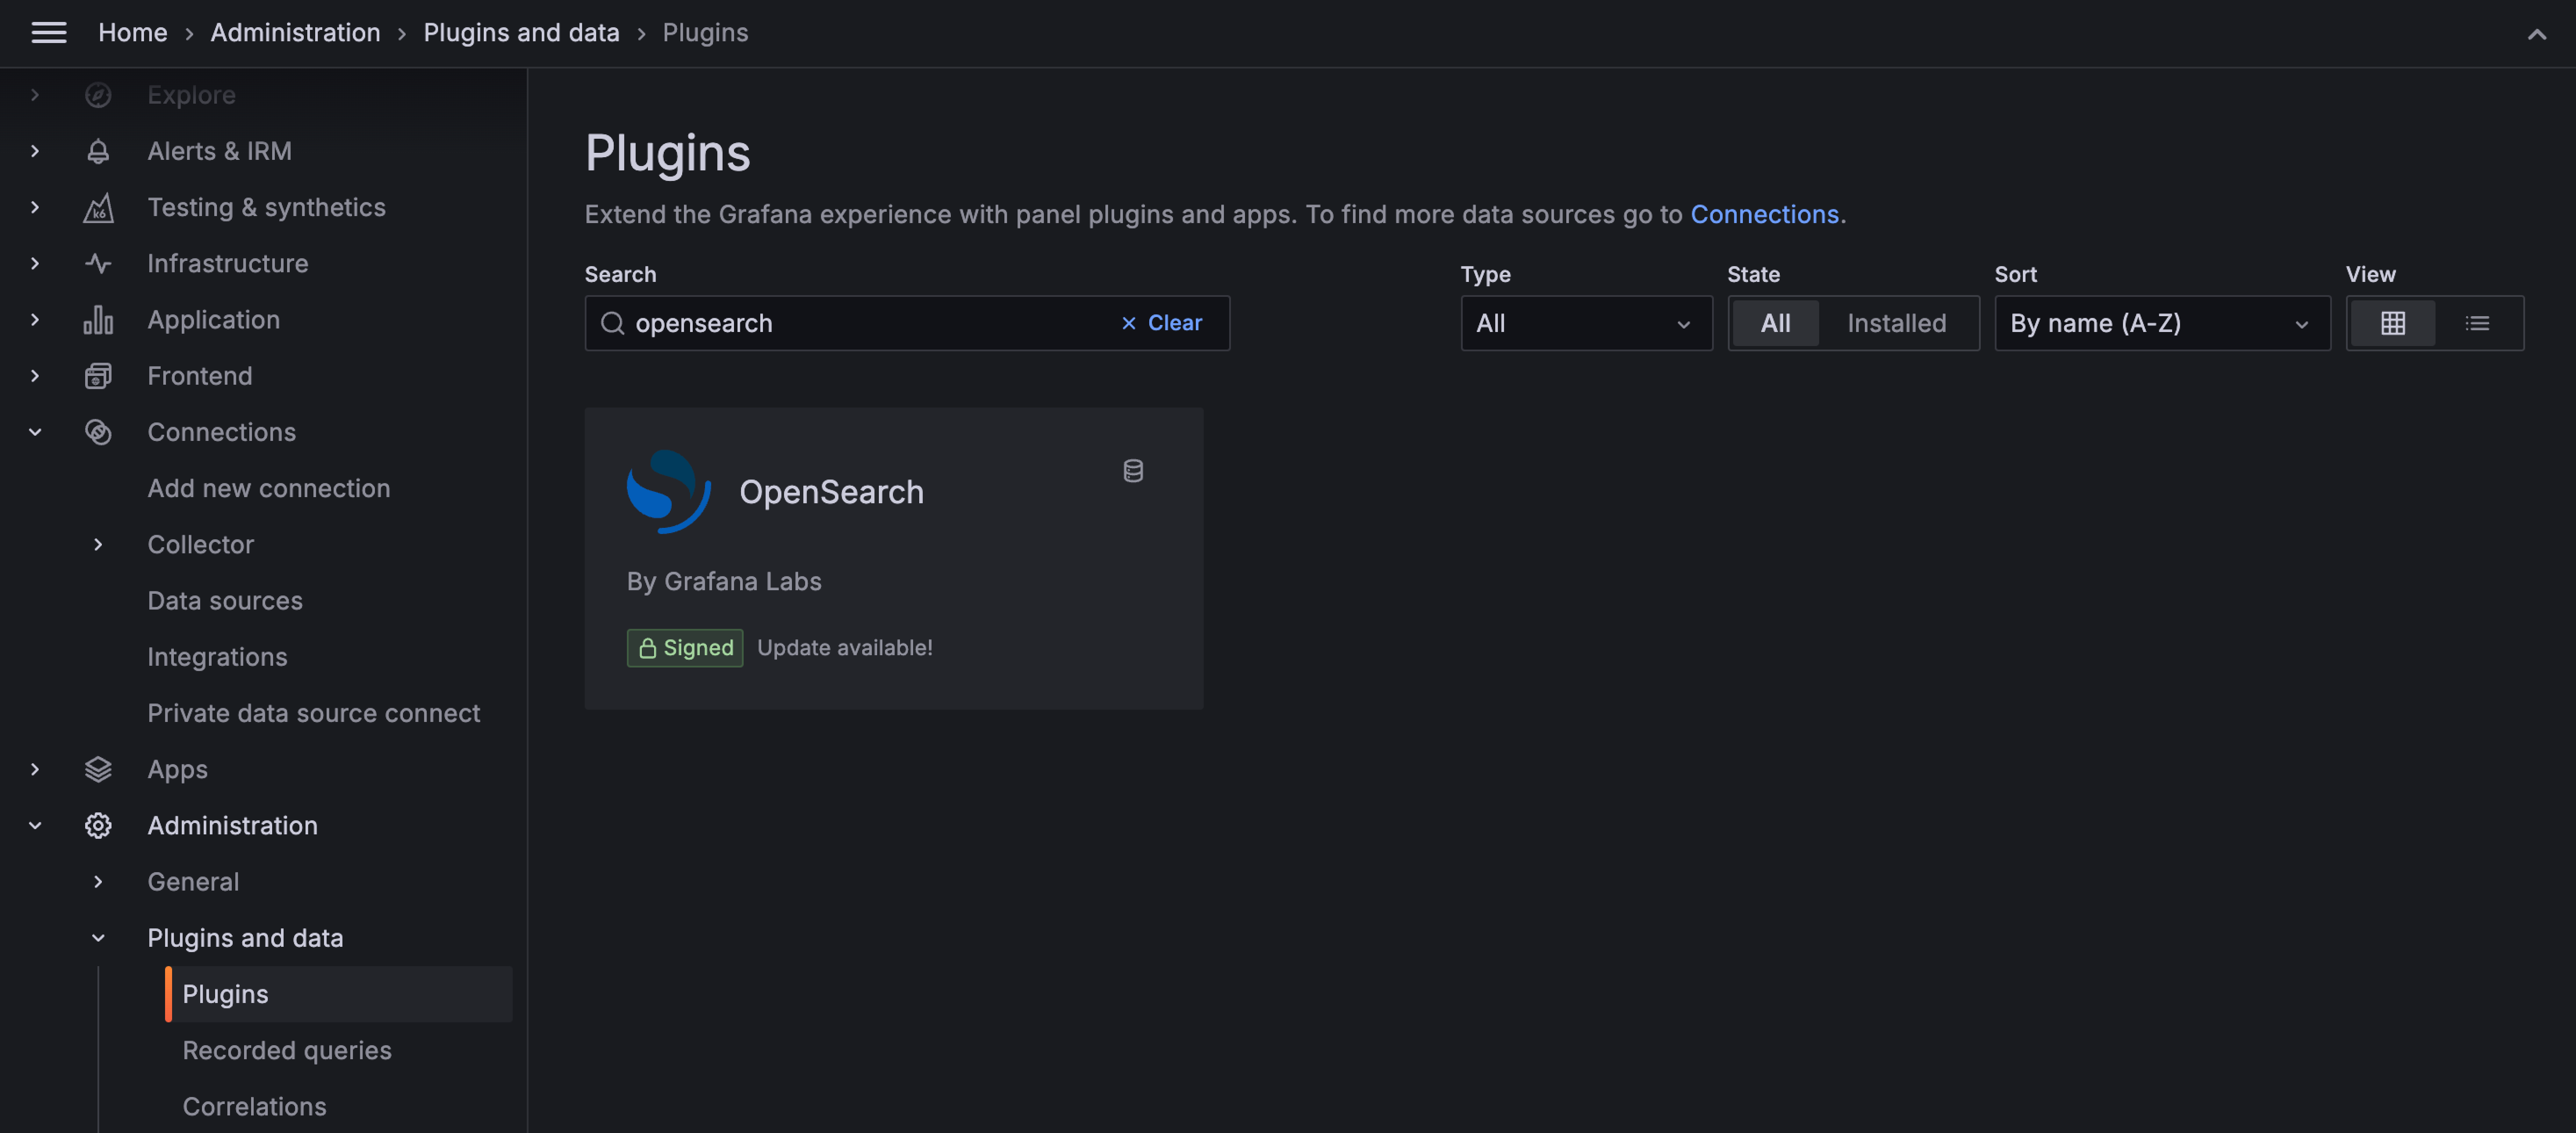 Home › Administration › Plugins and data › Plugins
Explore
Alerts & IRM
Testing & synthetics
Infrastructure
Application
Frontend
Connections
Add new connection
Collector
Data sources
Integrations
Private data source connect
Apps
Administration
General
Plugins and data
Plugins
Recorded queries
Correlations
Plugins
Extend the Grafana experience with panel plugins and apps. To find more data sources go to Connections.
Search
opensearch
Clear
Type
All
State
All Installed
Sort
By name (A-Z)
View
OpenSearch
By Grafana Labs
Signed Update available!
k6